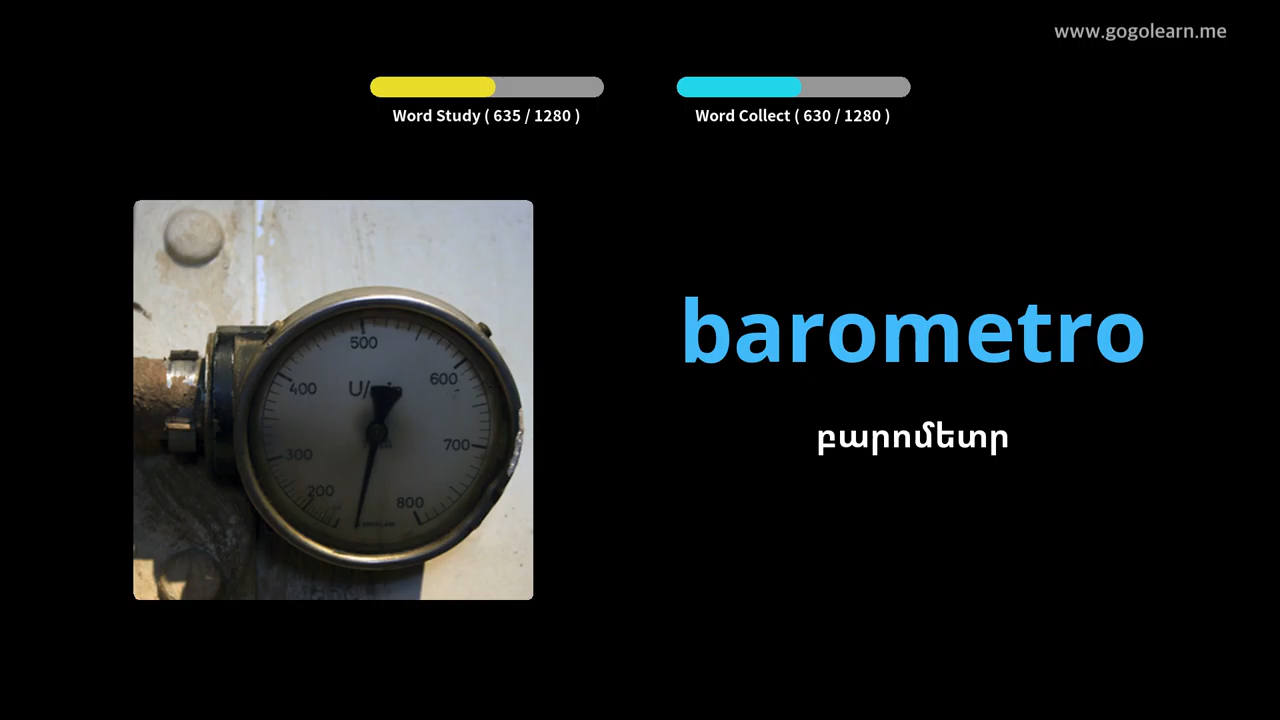 www.gogolearn.me
Word Study ( 635 / 1280 )
Word Collect ( 630 / 1280 )
barometro
բարոմետր
500
400
600
U/
300
700
200
800